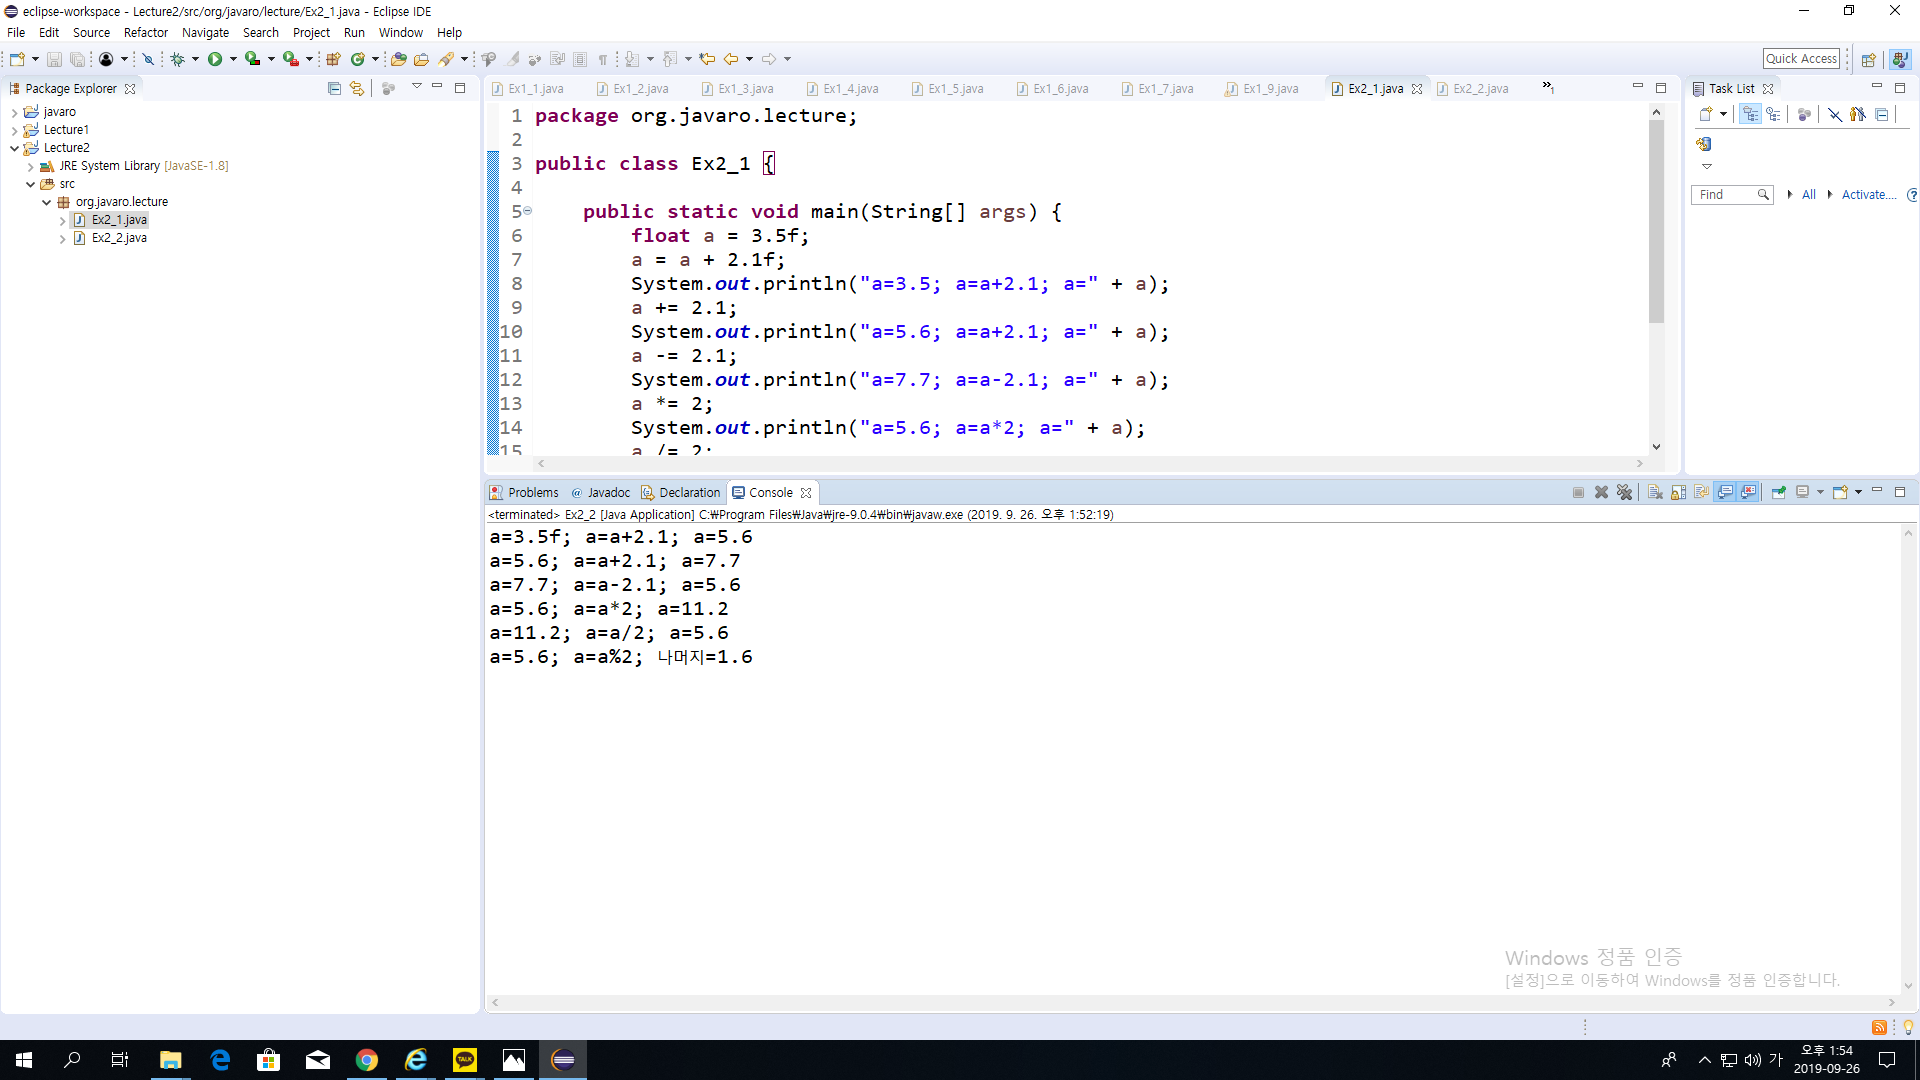 eclipse-workspace - Lecture2/src/org/javaro/lecture/Ex2_1.java - Eclipse IDE
File Edit Source Refactor Navigate Search Project Run Window Help
Quick Access
Package Explorer
javaro
Lecture1
Lecture2
JRE System Library [JavaSE-1.8]
src
org.javaro.lecture
Ex2_1.java
Ex2_2.java
Ex1_1.java Ex1_2.java Ex1_3.java Ex1_4.java Ex1_5.java Ex1_6.java Ex1_7.java Ex1_9.java Ex2_1.java Ex2_2.java »1
1 package org.javaro.lecture;
2
3 public class Ex2_1 {
4
5 public static void main(String[] args) {
6 float a = 3.5f;
7 a = a + 2.1f;
8 System.out.println("a=3.5; a=a+2.1; a=" + a);
9 a += 2.1;
10 System.out.println("a=5.6; a=a+2.1; a=" + a);
11 a -= 2.1;
12 System.out.println("a=7.7; a=a-2.1; a=" + a);
13 a *= 2;
14 System.out.println("a=5.6; a=a*2; a=" + a);
15 a /= 2;
Task List
Find All Activate...
Problems @ Javadoc Declaration Console
<terminated> Ex2_2 [Java Application] C:₩Program Files₩Java₩jre-9.0.4₩bin₩javaw.exe (2019. 9. 26. 오후 1:52:19)
a=3.5f; a=a+2.1; a=5.6
a=5.6; a=a+2.1; a=7.7
a=7.7; a=a-2.1; a=5.6
a=5.6; a=a*2; a=11.2
a=11.2; a=a/2; a=5.6
a=5.6; a=a%2; 나머지=1.6
Windows 정품 인증
[설정]으로 이동하여 Windows를 정품 인증합니다.
TALK
가
오후 1:54
2019-09-26